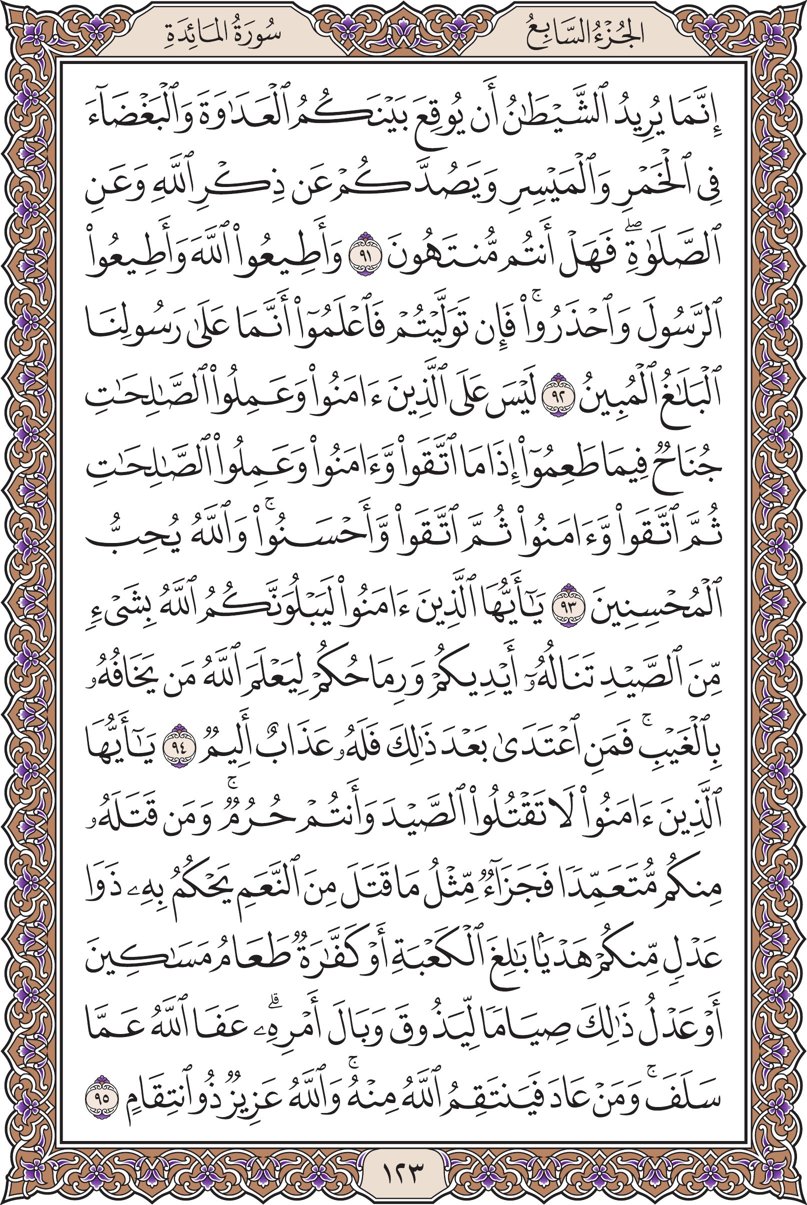 الجُزْءُ السَّابِعُ
سُورَةُ المَائِدَةِ
إِنَّمَا يُرِيدُ ٱلشَّيْطَٰنُ أَن يُوقِعَ بَيْنَكُمُ ٱلْعَدَٰوَةَ وَٱلْبَغْضَآءَ
فِي ٱلْخَمْرِ وَٱلْمَيْسِرِ وَيَصُدَّكُمْ عَن ذِكْرِ ٱللَّهِ وَعَنِ
ٱلصَّلَوٰةِۖ فَهَلْ أَنتُم مُّنتَهُونَ ٩١ وَأَطِيعُوا۟ ٱللَّهَ وَأَطِيعُوا۟
ٱلرَّسُولَ وَٱحْذَرُوا۟ۚ فَإِن تَوَلَّيْتُمْ فَٱعْلَمُوٓا۟ أَنَّمَا عَلَىٰ رَسُولِنَا
ٱلْبَلَٰغُ ٱلْمُبِينُ ٩٢ لَيْسَ عَلَى ٱلَّذِينَ ءَامَنُوا۟ وَعَمِلُوا۟ ٱلصَّٰلِحَٰتِ
جُنَاحٌ فِيمَا طَعِمُوٓا۟ إِذَا مَا ٱتَّقَوا۟ وَّءَامَنُوا۟ وَعَمِلُوا۟ ٱلصَّٰلِحَٰتِ
ثُمَّ ٱتَّقَوا۟ وَّءَامَنُوا۟ ثُمَّ ٱتَّقَوا۟ وَّأَحْسَنُوا۟ۚ وَٱللَّهُ يُحِبُّ
ٱلْمُحْسِنِينَ ٩٣ يَٰٓأَيُّهَا ٱلَّذِينَ ءَامَنُوا۟ لَيَبْلُوَنَّكُمُ ٱللَّهُ بِشَىْءٍ
مِّنَ ٱلصَّيْدِ تَنَالُهُۥٓ أَيْدِيكُمْ وَرِمَاحُكُمْ لِيَعْلَمَ ٱللَّهُ مَن يَخَافُهُۥ
بِٱلْغَيْبِۚ فَمَنِ ٱعْتَدَىٰ بَعْدَ ذَٰلِكَ فَلَهُۥ عَذَابٌ أَلِيمٌ ٩٤ يَٰٓأَيُّهَا
ٱلَّذِينَ ءَامَنُوا۟ لَا تَقْتُلُوا۟ ٱلصَّيْدَ وَأَنتُمْ حُرُمٌۚ وَمَن قَتَلَهُۥ
مِنكُم مُّتَعَمِّدًا فَجَزَآءٌ مِّثْلُ مَا قَتَلَ مِنَ ٱلنَّعَمِ يَحْكُمُ بِهِۦ ذَوَا
عَدْلٍ مِّنكُمْ هَدْيًۢا بَٰلِغَ ٱلْكَعْبَةِ أَوْ كَفَّٰرَةٌ طَعَامُ مَسَٰكِينَ
أَوْ عَدْلُ ذَٰلِكَ صِيَامًا لِّيَذُوقَ وَبَالَ أَمْرِهِۦۗ عَفَا ٱللَّهُ عَمَّا
سَلَفَۚ وَمَنْ عَادَ فَيَنتَقِمُ ٱللَّهُ مِنْهُۚ وَٱللَّهُ عَزِيزٌ ذُو ٱنتِقَامٍ ٩٥
١٢٣